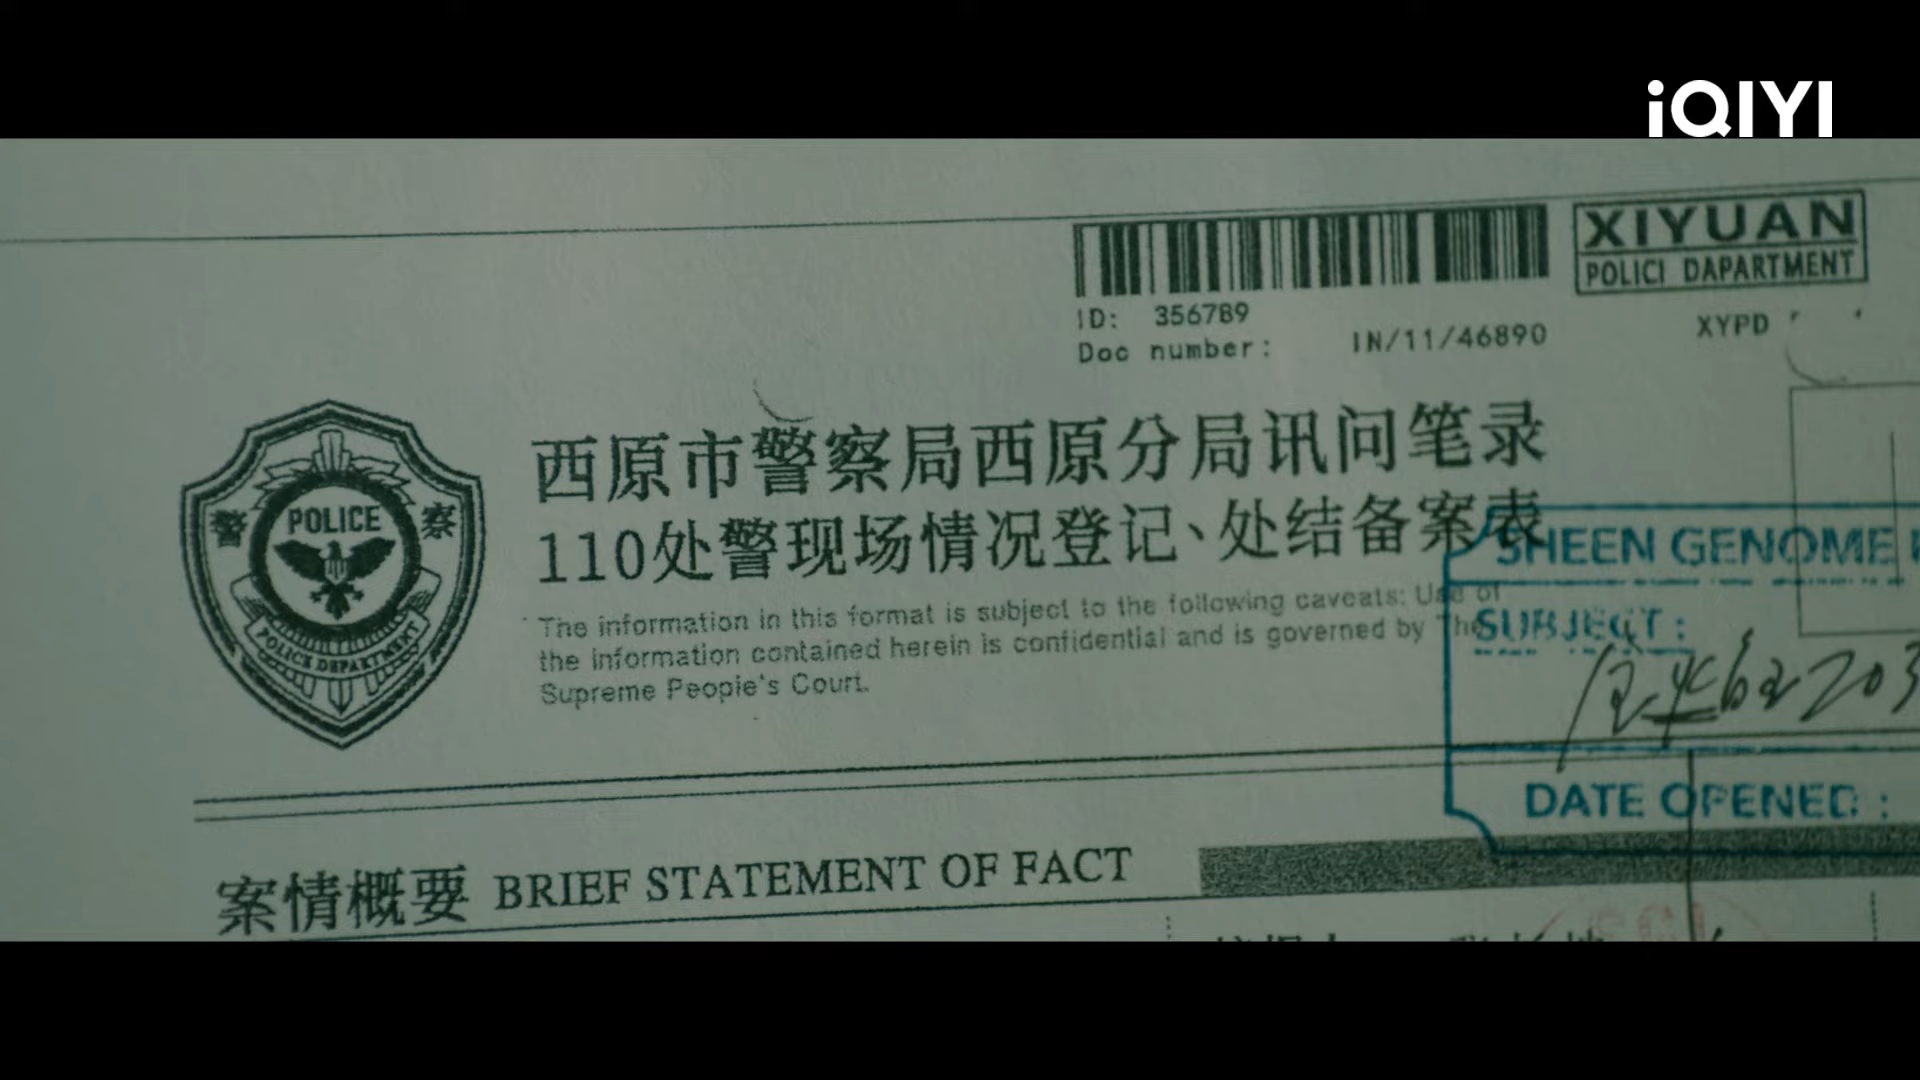 iQIYI
XIYUAN
POLICI DAPARTMENT
ID: 356789
Doc number: IN/11/46890
XYPD
西原市警察局西原分局讯问笔录
110处警现场情况登记、处结备案表
The information in this format is subject to the following caveats: Use of
the information contained herein is confidential and is governed by The
Supreme People's Court.
警 POLICE 察
POLICE DEPARTMENT
SHEEN GENOME
SUBJECT:
DATE OPENED:
案情概要 BRIEF STATEMENT OF FACT